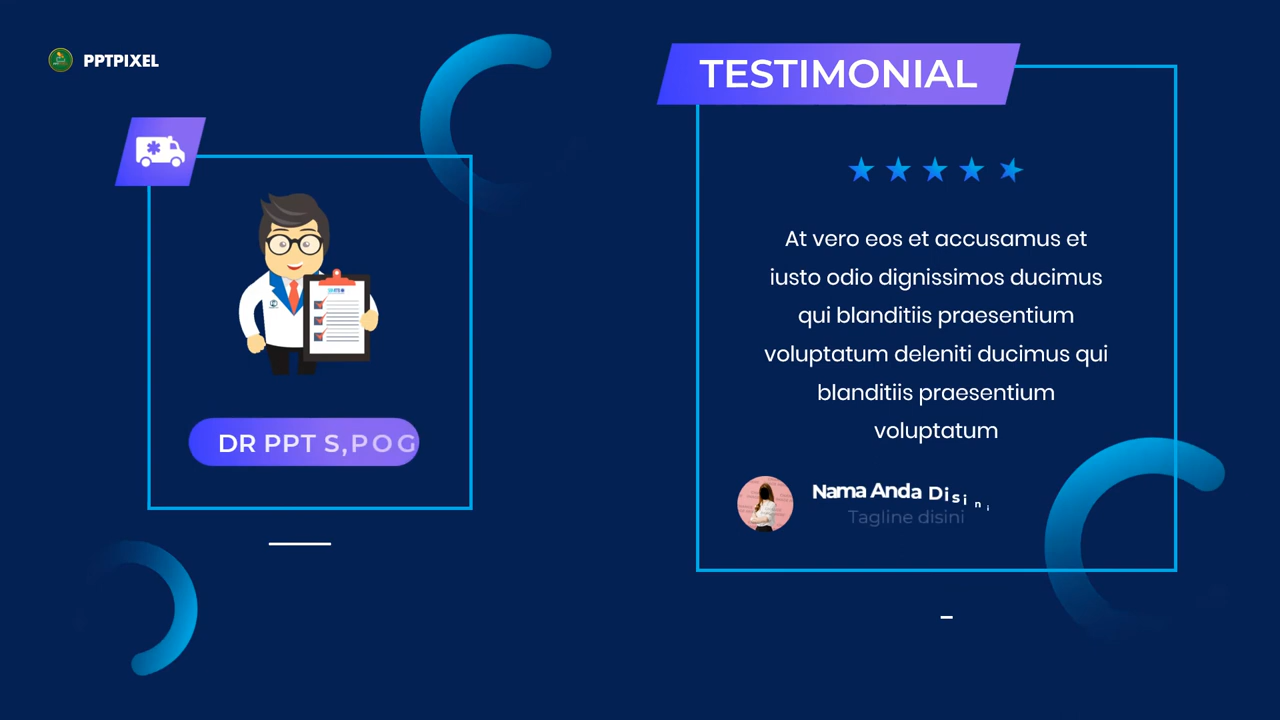 PPTPIXEL
DR PPT S,POG
TESTIMONIAL
At vero eos et accusamus et
iusto odio dignissimos ducimus
qui blanditiis praesentium
voluptatum deleniti ducimus qui
blanditiis praesentium
voluptatum
Nama Anda Disini
Tagline disini